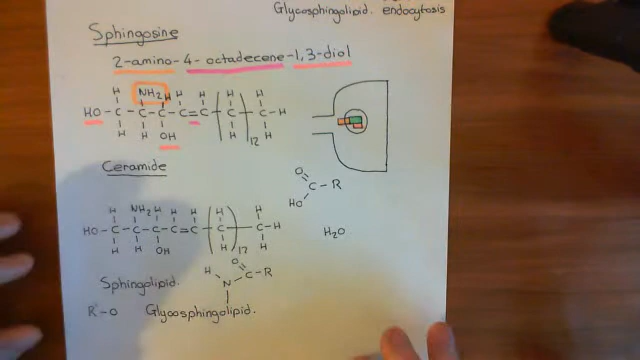 Glycosphingolipid. endocytosis
Sphingosine
2-amino-4-octadecene-1,3-diol
H NH2 H H H H H
HO-C-C-C-C=C-(C)-C-H
H H OH H 12 H
Ceramide
O
C-R
HO
H NH2 H H H H H
HO-C-C-C-C=C-(C)-C-H
H H OH H 12 H
H2O
Sphingolipid.
O
H C-R
N
R-O Glycosphingolipid.